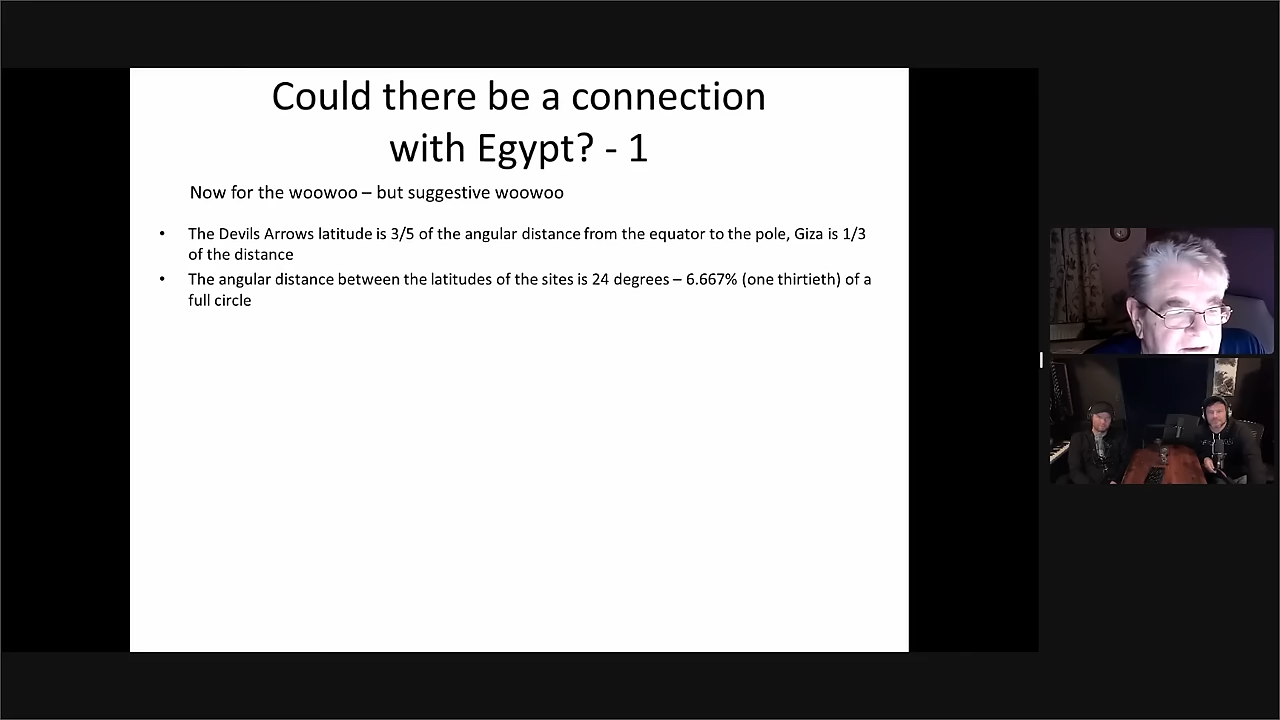 Could there be a connection
with Egypt? - 1
Now for the woowoo – but suggestive woowoo
• The Devils Arrows latitude is 3/5 of the angular distance from the equator to the pole, Giza is 1/3
of the distance
• The angular distance between the latitudes of the sites is 24 degrees – 6.667% (one thirtieth) of a
full circle